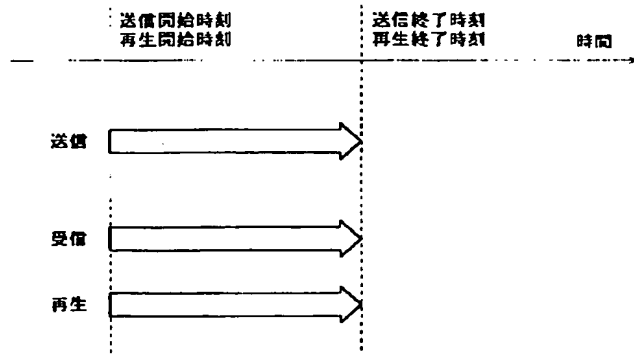 送信開始時刻
再生開始時刻
送信終了時刻
再生終了時刻
時間
送信
受信
再生